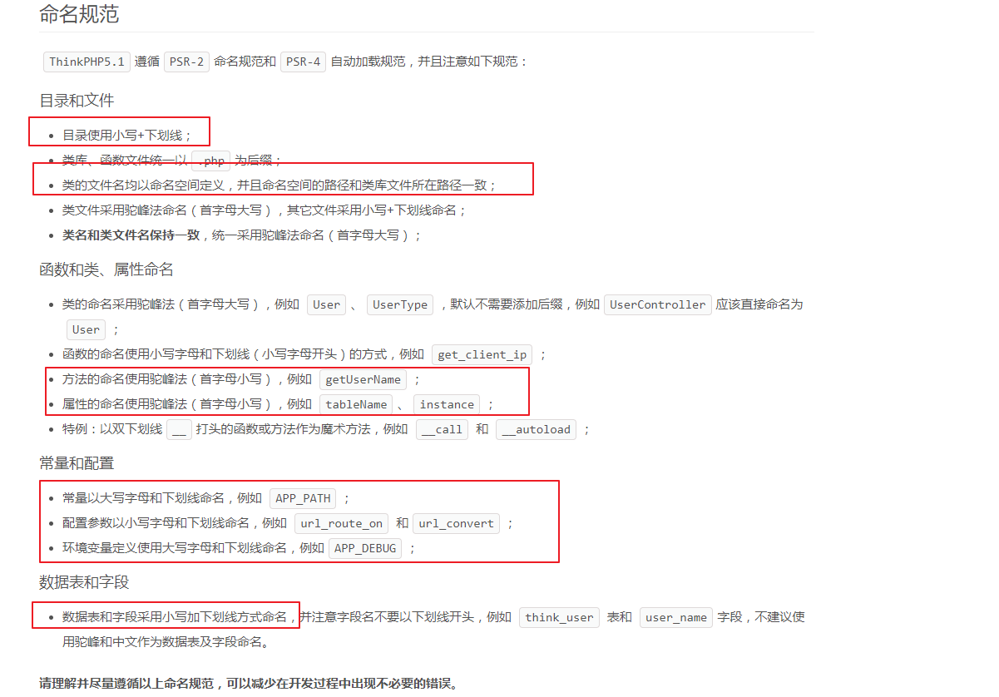 命名规范
ThinkPHP5.1 遵循 PSR-2 命名规范和 PSR-4 自动加载规范，并且注意如下规范：
目录和文件
• 目录使用小写+下划线；
• 类库、函数文件统一以 .php 为后缀；
• 类的文件名均以命名空间定义，并且命名空间的路径和类库文件所在路径一致；
• 类文件采用驼峰法命名（首字母大写），其它文件采用小写+下划线命名；
• 类名和类文件名保持一致，统一采用驼峰法命名（首字母大写）；
函数和类、属性命名
• 类的命名采用驼峰法（首字母大写），例如 User 、 UserType ，默认不需要添加后缀，例如 UserController 应该直接命名为
User ；
• 函数的命名使用小写字母和下划线（小写字母开头）的方式，例如 get_client_ip ；
• 方法的命名使用驼峰法（首字母小写），例如 getUserName ；
• 属性的命名使用驼峰法（首字母小写），例如 tableName 、 instance ；
• 特例：以双下划线 __ 打头的函数或方法作为魔术方法，例如 __call 和 __autoload ；
常量和配置
• 常量以大写字母和下划线命名，例如 APP_PATH ；
• 配置参数以小写字母和下划线命名，例如 url_route_on 和 url_convert ；
• 环境变量定义使用大写字母和下划线命名，例如 APP_DEBUG ；
数据表和字段
• 数据表和字段采用小写加下划线方式命名，并注意字段名不要以下划线开头，例如 think_user 表和 user_name 字段，不建议使
用驼峰和中文作为数据表及字段命名。
请理解并尽量遵循以上命名规范，可以减少在开发过程中出现不必要的错误。